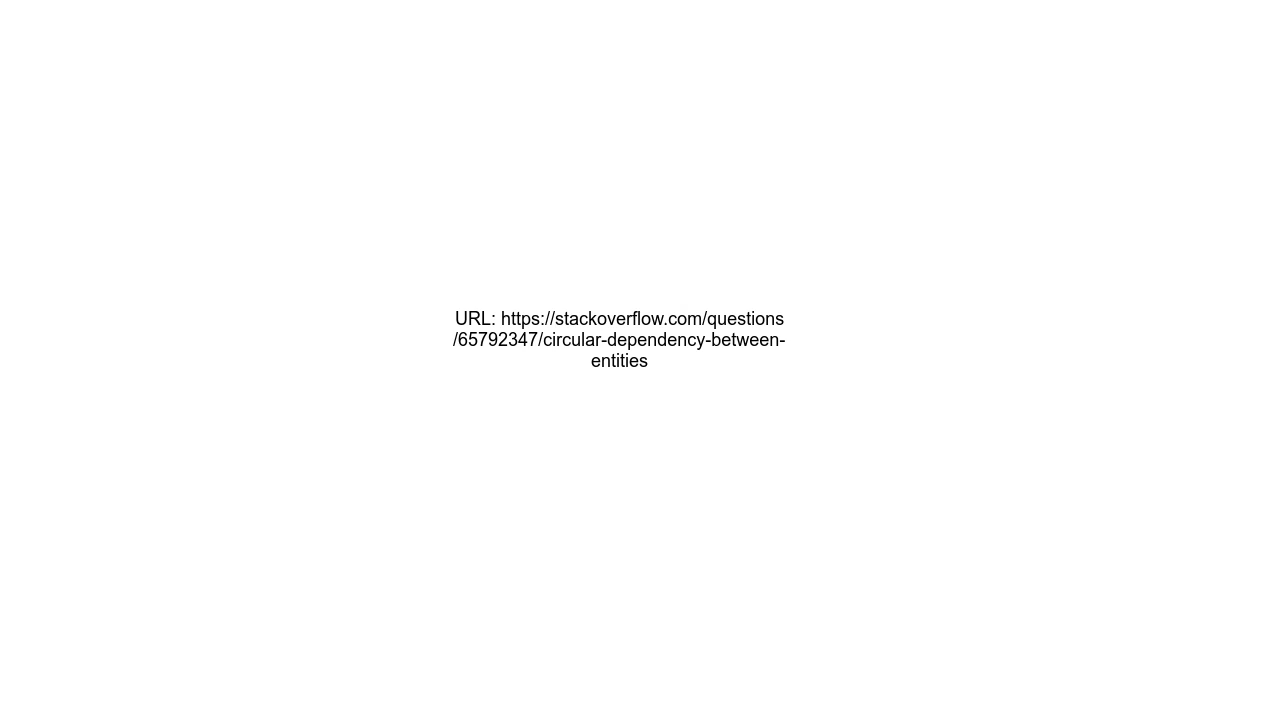 URL: https://stackoverflow.com/questions
/65792347/circular-dependency-between-
entities